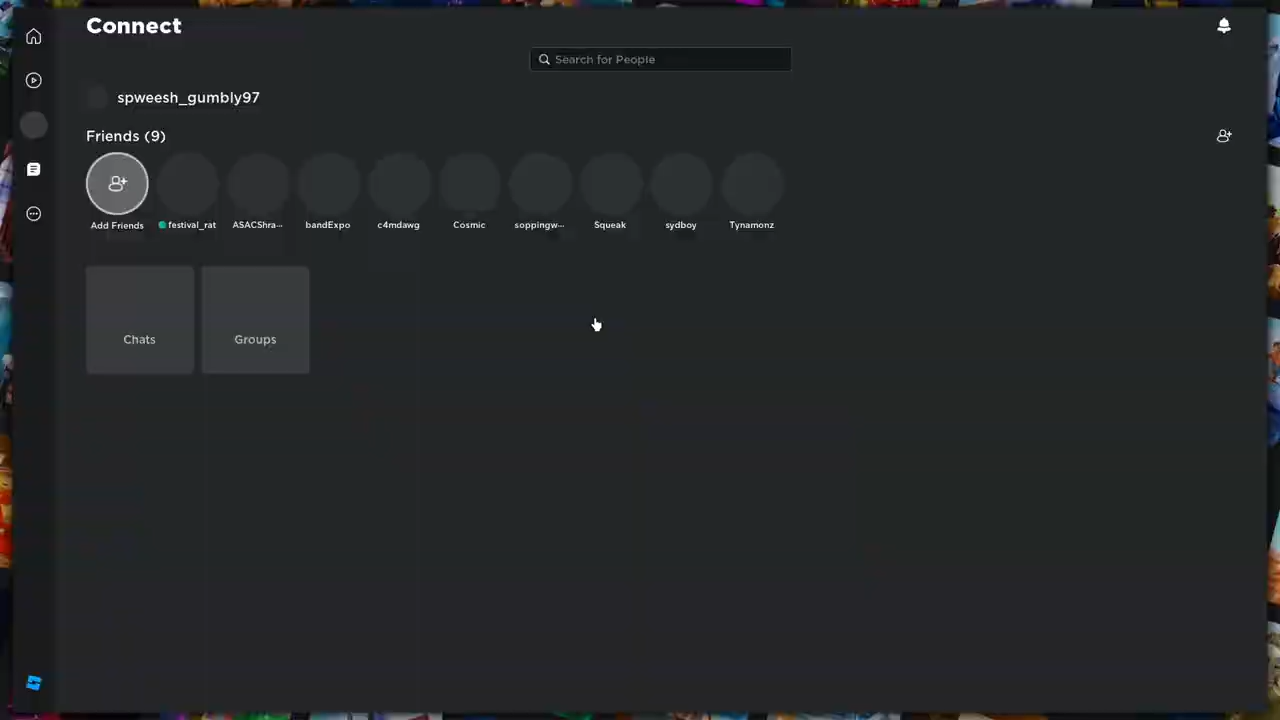 Connect
Search for People
spweesh_gumbly97
Friends (9)
Add Friends
festival_rat
ASACShra...
bandExpo
c4mdawg
Cosmic
soppingw...
Squeak
sydboy
Tynamonz
Chats
Groups